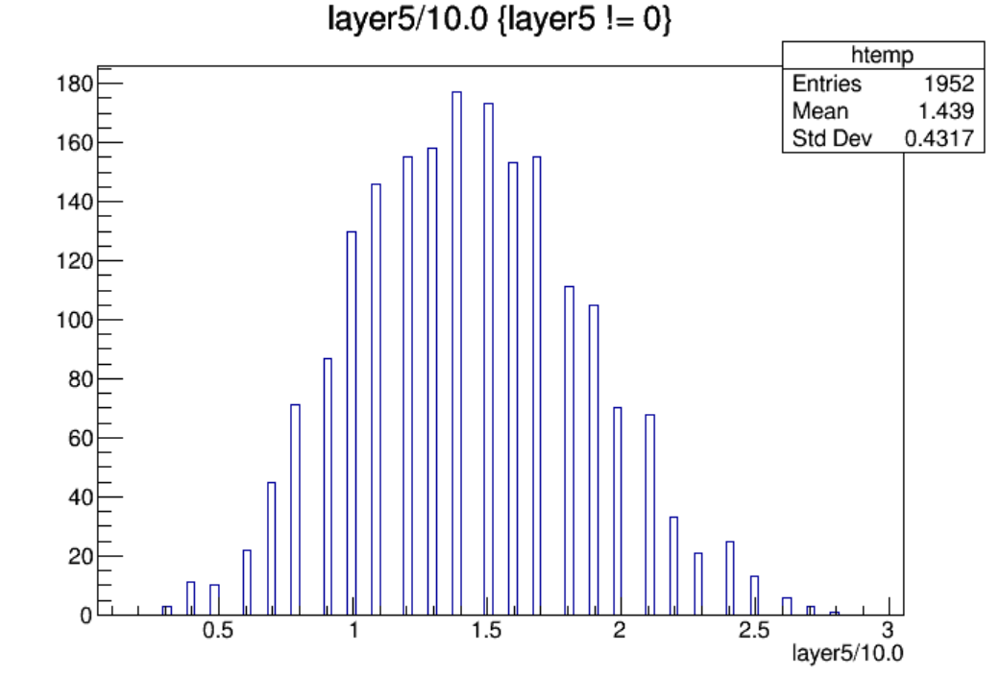 layer5/10.0 {layer5 != 0}
htemp
Entries 1952
Mean 1.439
Std Dev 0.4317
180
160
140
120
100
80
60
40
20
0
0.5 1 1.5 2 2.5 3
layer5/10.0